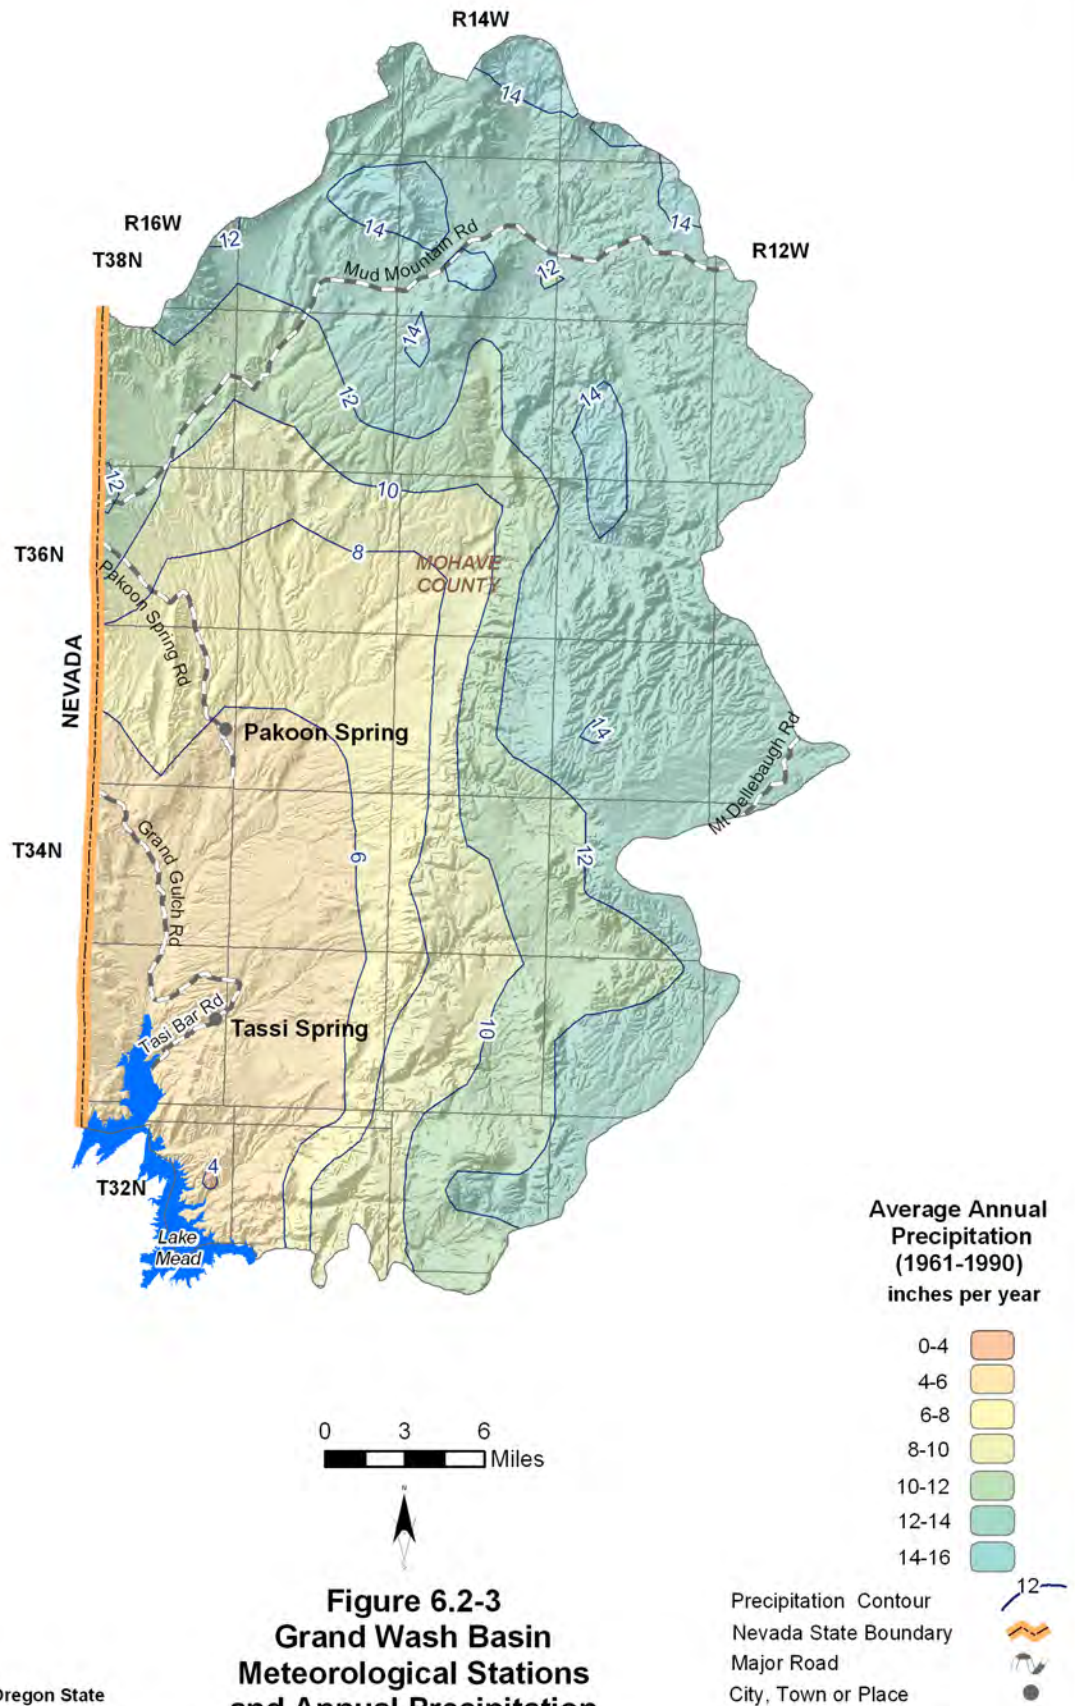 R14W
14
R16W
12
14
14
Mud Mountain Rd
R12W
T38N
12
14
12
14
12
10
T36N
8
MOHAVE
COUNTY
Pakoon Spring Rd
NEVADA
Pakoon Spring
14
Mt Dellebaugh Rd
Grand Gulch Rd
T34N
6
12
Tasi Bar Rd
Tassi Spring
10
T32N
4
Lake
Mead
Average Annual
Precipitation
(1961-1990)
inches per year
0-4
4-6
6-8
8-10
10-12
12-14
14-16
0 3 6
Miles
N
S
Precipitation Contour 12
Nevada State Boundary
Major Road
City, Town or Place
Figure 6.2-3
Grand Wash Basin
Meteorological Stations
and Annual Precipitation
Oregon State